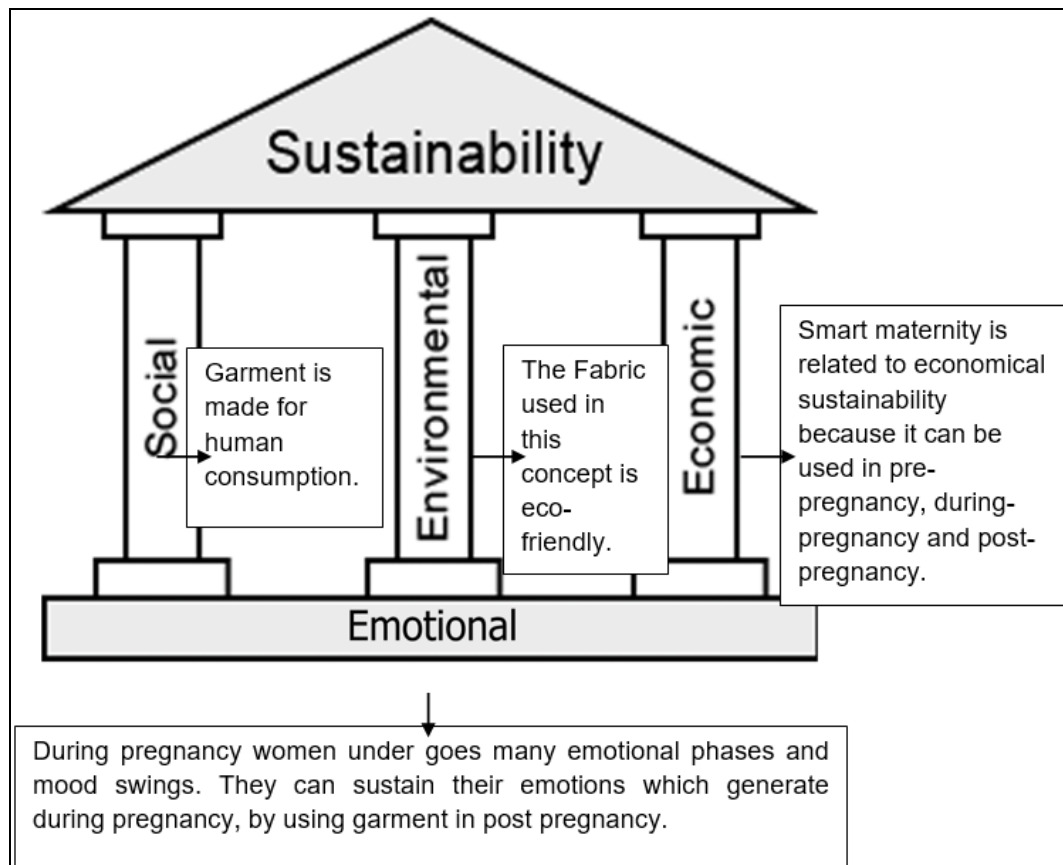 Sustainability
Social
Garment is
made for
human
consumption.
Environmental
The Fabric
used in
this
concept is
eco-
friendly.
Economic
Smart maternity is
related to economical
sustainability
because it can be
used in pre-
pregnancy, during-
pregnancy and post-
pregnancy.
Emotional
During pregnancy women under goes many emotional phases and
mood swings. They can sustain their emotions which generate
during pregnancy, by using garment in post pregnancy.